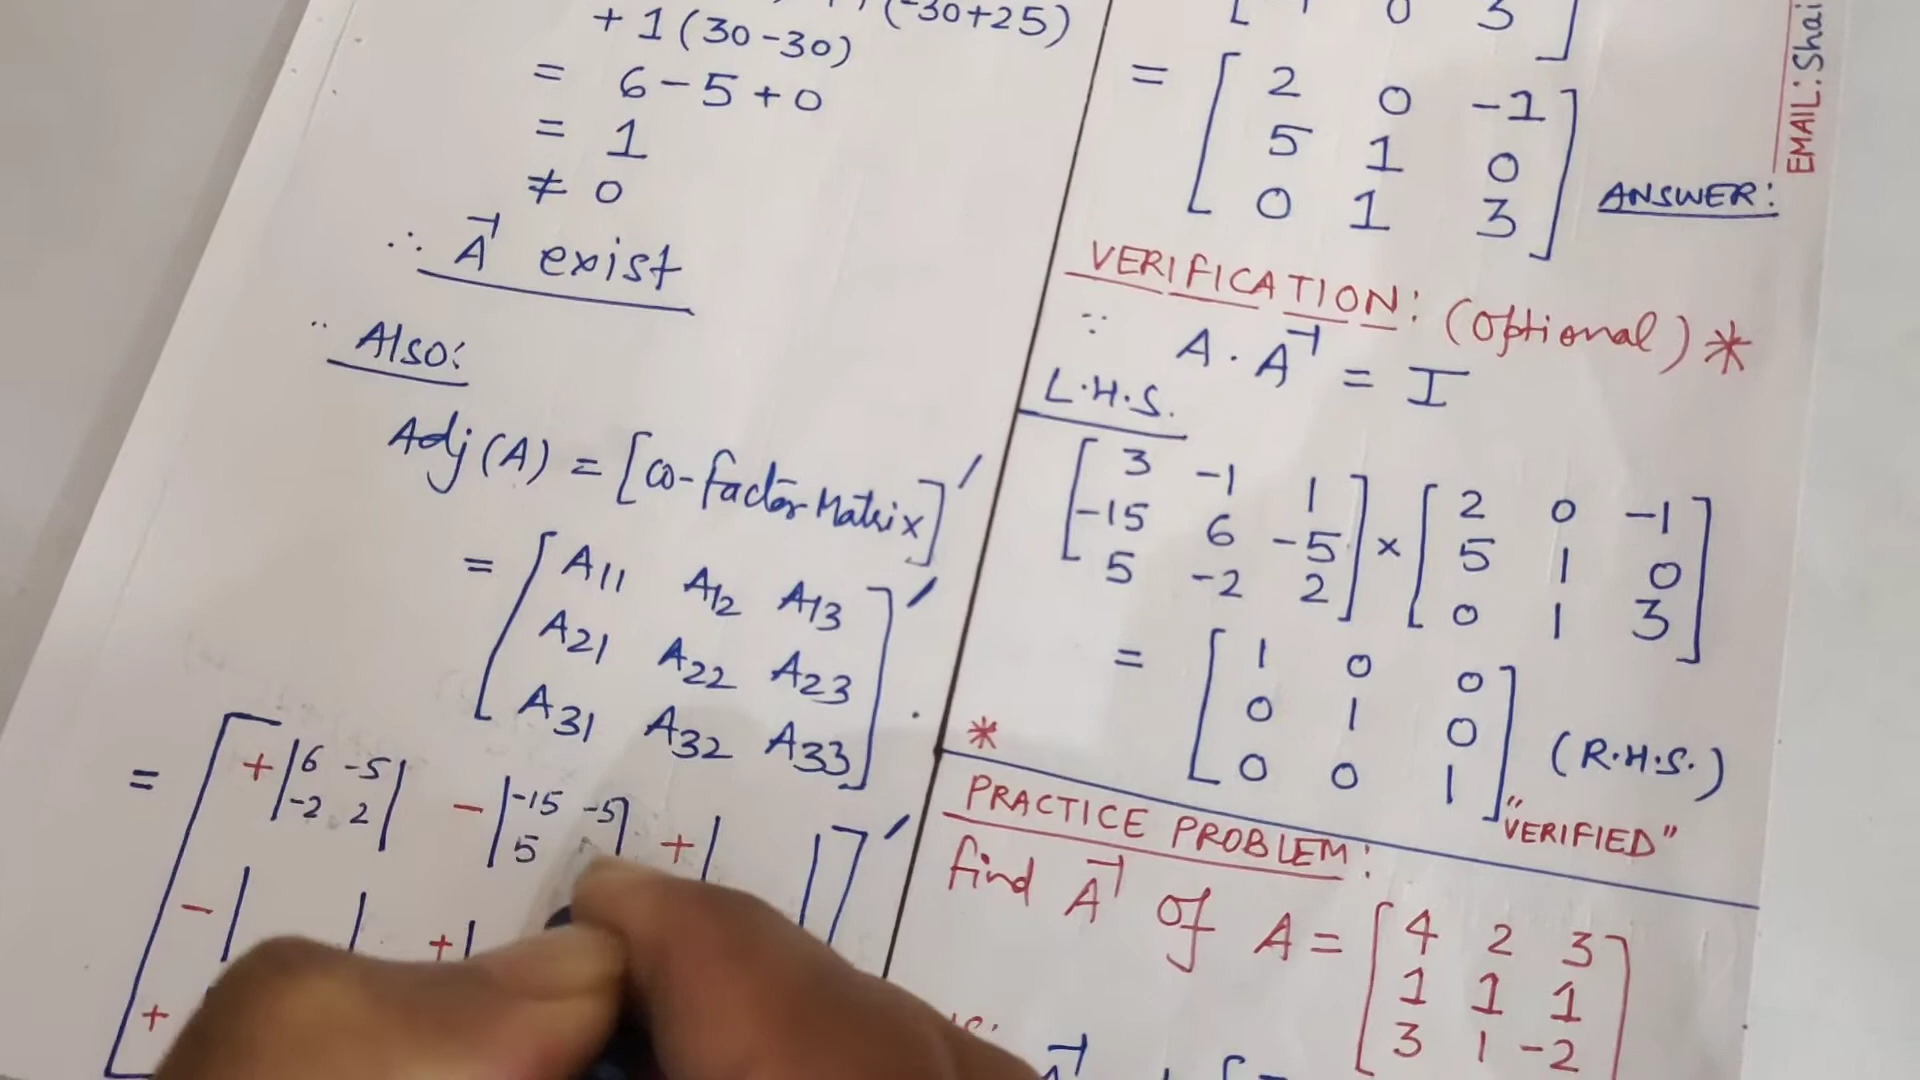 (-30+25)
+ 1 (30-30)
= 6 - 5 + 0
= 1
≠ 0
∴ A⁻¹ exist
∵ Also:
Adj (A) = [Co-factor Matrix]′
= [A11 A12 A13
A21 A22 A23
A31 A32 A33]′
= [+|6 -5 -|-15 -5| +|
-2 2| 5
-| | +|
+
0 3]
= [2 0 -1
5 1 0
0 1 3] ANSWER:
VERIFICATION: (Optional) *
∵ A . A⁻¹ = I
L.H.S.
[3 -1 1 [2 0 -1
-15 6 -5 × 5 1 0
5 -2 2] 0 1 3]
= [1 0 0
0 1 0
0 0 1] (R.H.S.)
"VERIFIED"
*
PRACTICE PROBLEM:
find A⁻¹ of A = [4 2 3
1 1 1
3 1 -2]
EMAIL: Shai